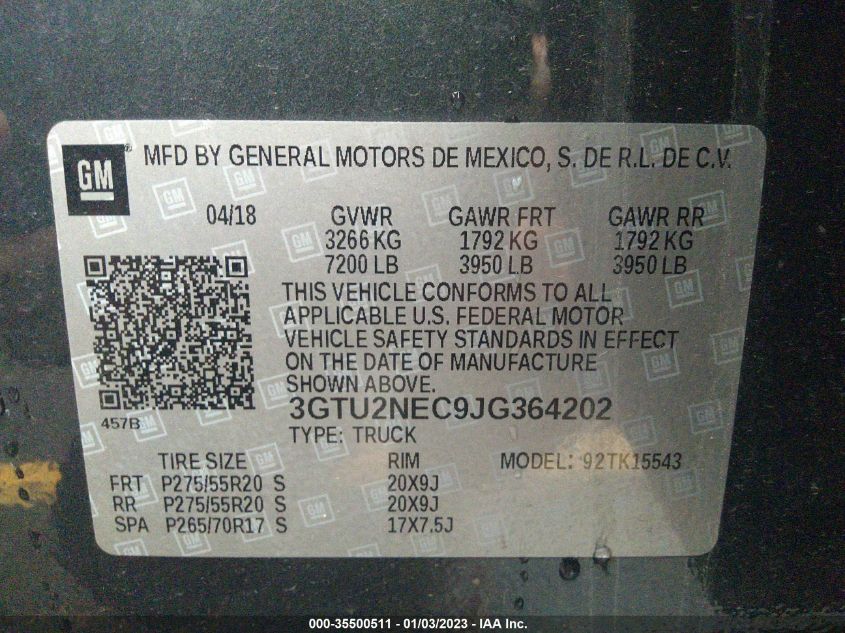 GM® MFD BY GENERAL MOTORS DE MEXICO, S. DE R.L. DE C.V.
04/18 GVWR GAWR FRT GAWR RR
3266 KG 1792 KG 1792 KG
7200 LB 3950 LB 3950 LB
THIS VEHICLE CONFORMS TO ALL
APPLICABLE U.S. FEDERAL MOTOR
VEHICLE SAFETY STANDARDS IN EFFECT
ON THE DATE OF MANUFACTURE
SHOWN ABOVE.
3GTU2NEC9JG364202
457B
TYPE: TRUCK
TIRE SIZE RIM MODEL: 92TK15543
FRT P275/55R20 S 20X9J
RR P275/55R20 S 20X9J
SPA P265/70R17 S 17X7.5J
000-35500511 - 01/03/2023 - IAA Inc.